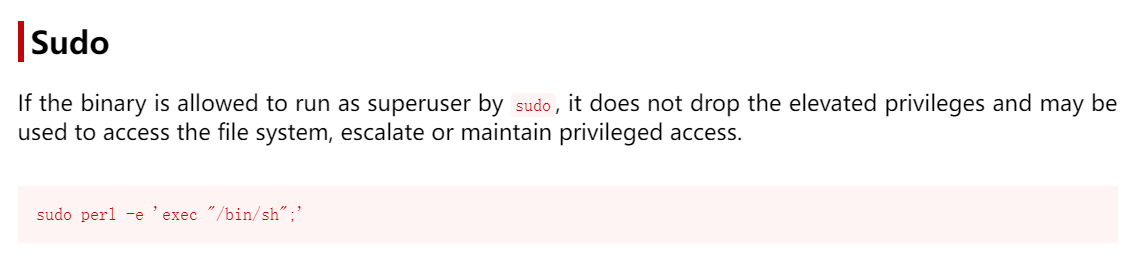 Sudo
If the binary is allowed to run as superuser by sudo, it does not drop the elevated privileges and may be
used to access the file system, escalate or maintain privileged access.
sudo perl -e 'exec "/bin/sh";'